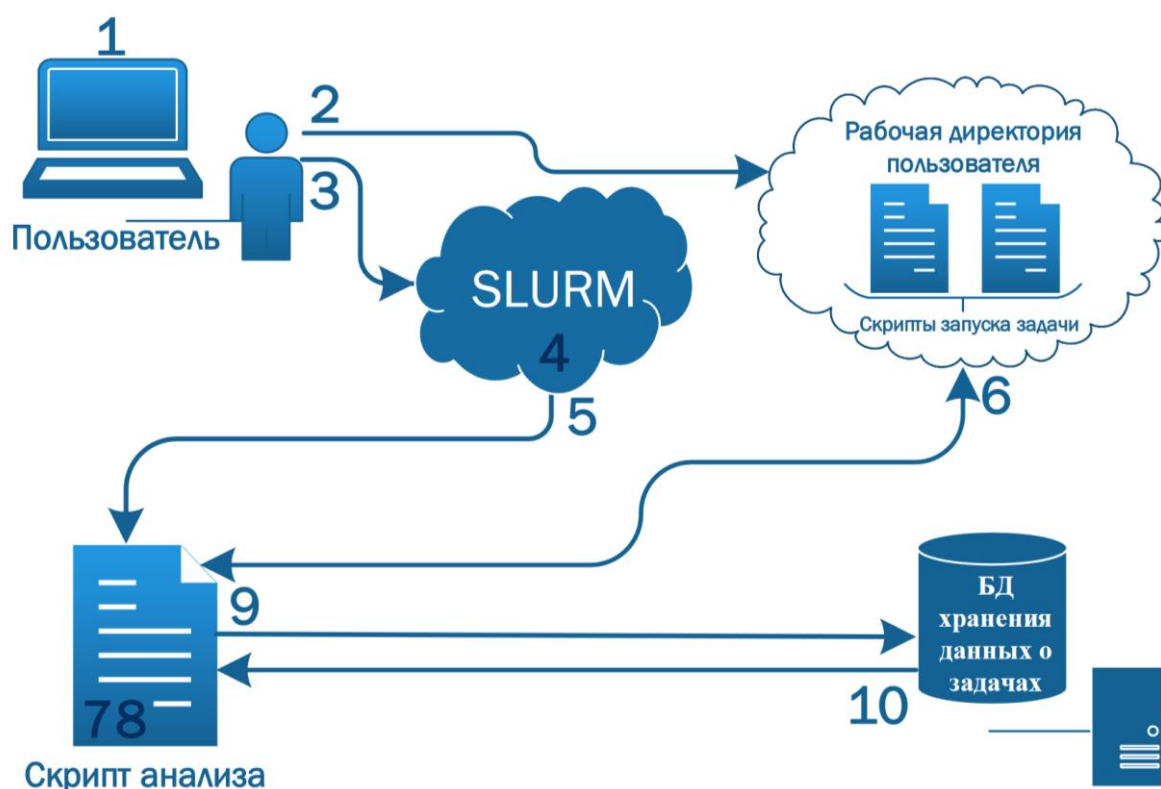 1
2
3
Пользователь
Рабочая директория
пользователя
Скрипты запуска задачи
SLURM
4
5
6
78
Скрипт анализа
9
10
БД
хранения
данных о
задачах